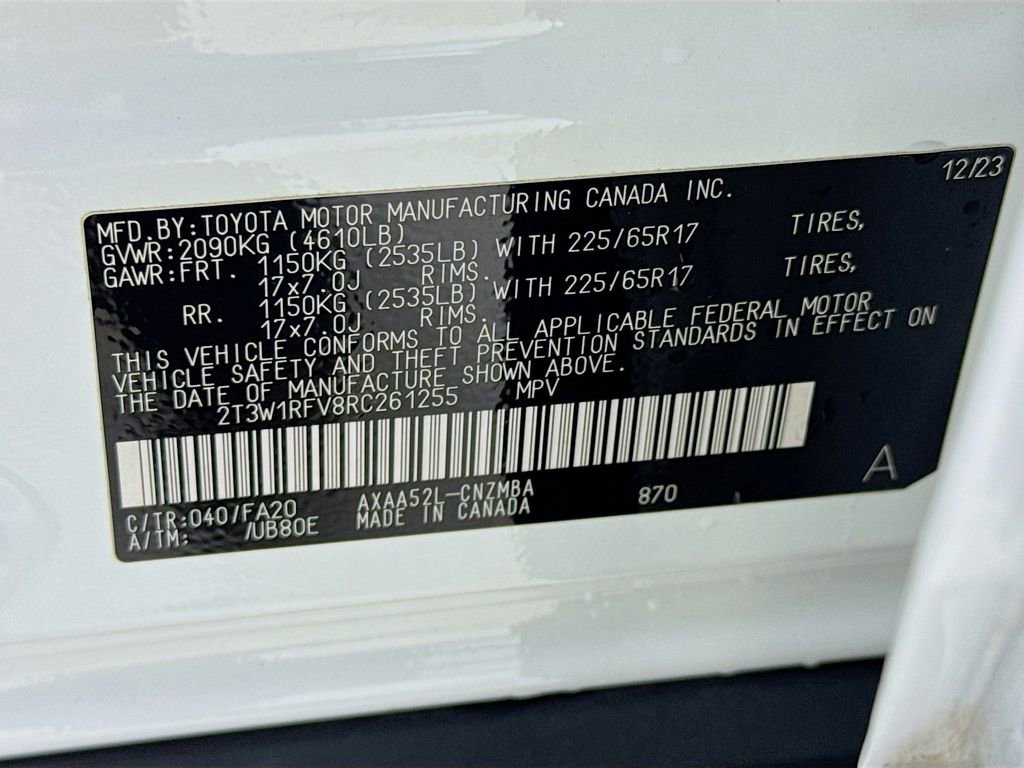 12/23
MFD.BY:TOYOTA MOTOR MANUFACTURING CANADA INC.
GVWR:2090KG (4610LB)
GAWR:FRT. 1150KG (2535LB) WITH 225/65R17 TIRES,
17x7.0J RIMS.
RR. 1150KG (2535LB) WITH 225/65R17 TIRES,
17x7.0J RIMS.
THIS VEHICLE CONFORMS TO ALL APPLICABLE FEDERAL MOTOR
VEHICLE SAFETY AND THEFT PREVENTION STANDARDS IN EFFECT ON
THE DATE OF MANUFACTURE SHOWN ABOVE.
2T3W1RFV8RC261255 MPV
A
C/TR:040/FA20 AXAA52L-CNZMBA 870
A/TM: /UB80E MADE IN CANADA